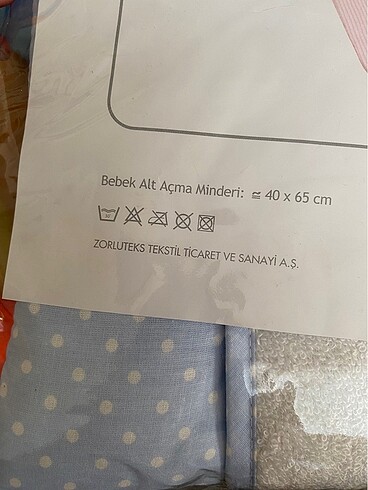 Bebek Alt Açma Minderi: ≅ 40 x 65 cm
ZORLUTEKS TEKSTİL TİCARET VE SANAYİ A.Ş.